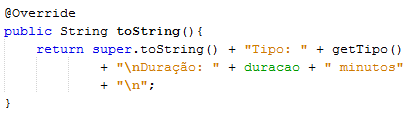 @Override
public String toString(){
return super.toString() + "Tipo: " + getTipo()
+ "\nDuração: " + duracao + " minutos"
+ "\n";
}